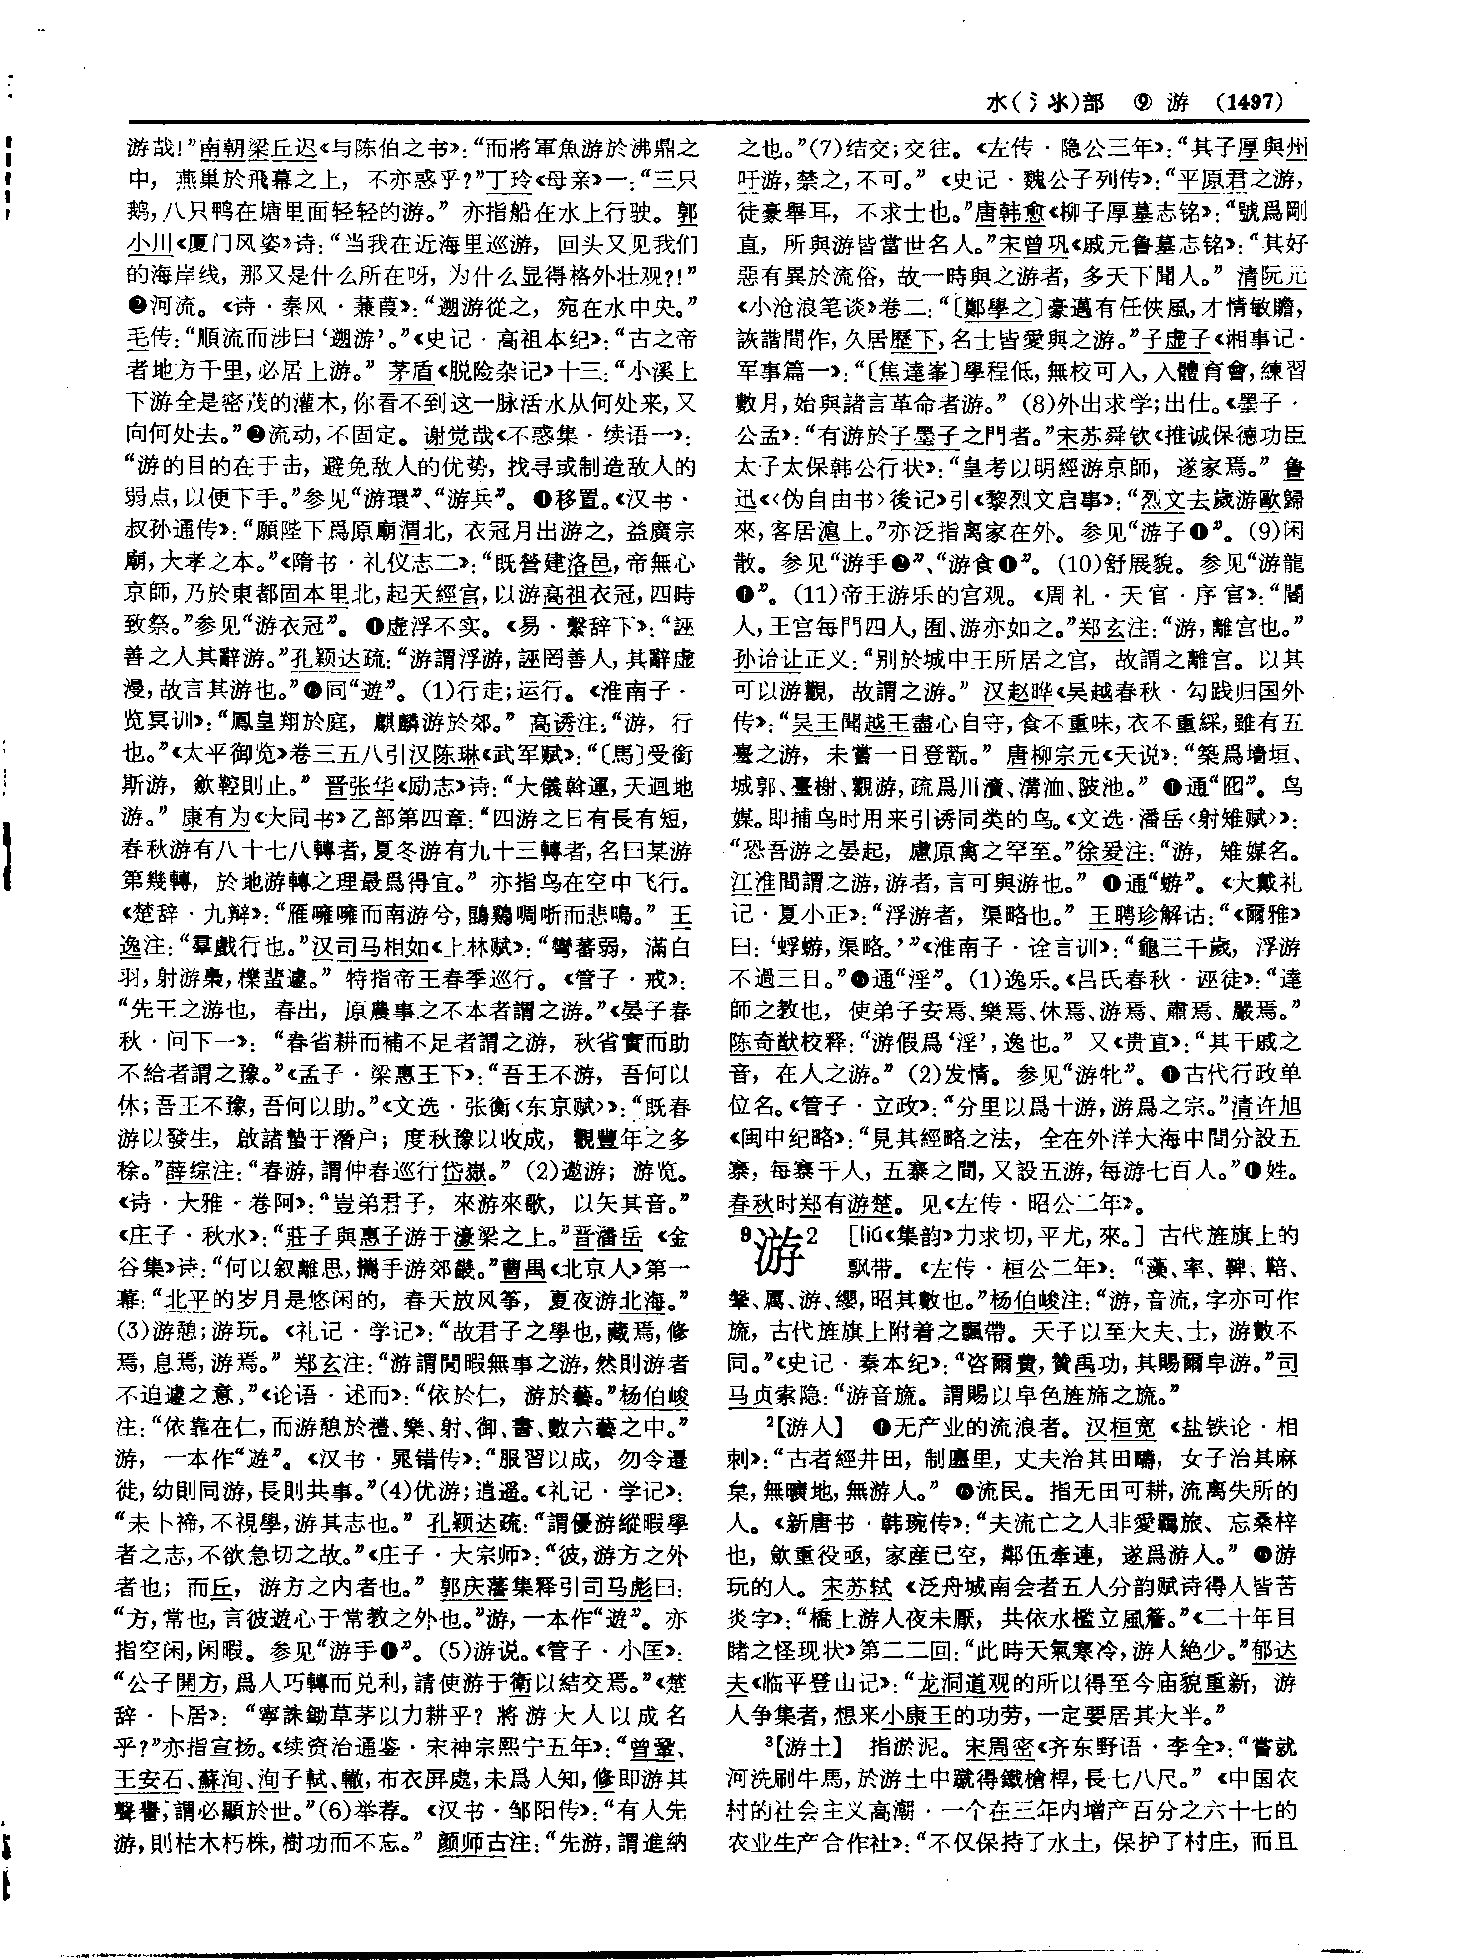 水(氵氺)部 ⑨ 游 (1497)
游哉!”南朝梁丘迟《与陈伯之书》:“而將軍魚游於沸鼎之
中，燕巢於飛幕之上，不亦惑乎?”丁玲《母亲》一:“三只
鹅,八只鸭在塘里面轻轻的游。”亦指船在水上行驶。郭
小川《厦门风姿》诗:“当我在近海里巡游，回头又见我们
的海岸线，那又是什么所在呀，为什么显得格外壮观?!”
❷河流。《诗·秦风·蒹葭》:“遡游從之，宛在水中央。”
毛传:“順流而涉曰‘遡游’。”《史记·高祖本纪》:“古之帝
者地方千里,必居上游。”茅盾《脱险杂记》十三:“小溪上
下游全是密茂的灌木,你看不到这一脉活水从何处来,又
向何处去。”❷流动,不固定。谢觉哉《不惑集·续语一》:
“游的目的在于击，避免敌人的优势，找寻或制造敌人的
弱点,以便下手。”参见“游環”、“游兵”。❶移置。《汉书·
叔孙通传》:“願陛下爲原廟渭北，衣冠月出游之，益廣宗
廟,大孝之本。”《隋书·礼仪志二》:“既營建洛邑,帝無心
京師,乃於東都固本里北,起天經宫,以游高祖衣冠,四時
致祭。”参见“游衣冠”。❶虚浮不实。《易·繫辞下》:“誣
善之人其辭游。”孔颖达疏:“游謂浮游,誣罔善人,其辭虚
漫,故言其游也。”同“遊”。(1)行走;运行。《淮南子·
览冥训》:“鳳皇翔於庭，麒麟游於郊。”高诱注:“游，行
也。”《太平御览》卷三五八引汉陈琳《武军赋》:“〔馬〕受銜
斯游，斂鞚則止。”晋张华《励志》诗:“大儀斡運,天迴地
游。”康有为《大同书》乙部第四章:“四游之日有長有短,
春秋游有八十七八轉者,夏冬游有九十三轉者,名曰某游
第幾轉，於地游轉之理最爲得宜。”亦指鸟在空中飞行。
《楚辞·九辩》:“雁廱廱而南游兮,鵾鷄啁哳而悲鳴。”王
逸注:“羣戲行也。”汉司马相如《上林赋》:“彎蕃弱，滿白
羽,射游梟,櫟蜚遽。”特指帝王春季巡行。《管子·戒》:
“先王之游也，春出，原農事之不本者謂之游。”《晏子春
秋·问下一》:“春省耕而補不足者謂之游，秋省實而助
不給者謂之豫。”《孟子·梁惠王下》:“吾王不游，吾何以
休;吾王不豫,吾何以助。”《文选·张衡〈东京赋〉》:“既春
游以發生，啟諸蟄于潛户;度秋豫以收成，觀豐年之多
稌。”薛综注:“春游,謂仲春巡行岱嶽。”(2)遨游;游览。
《诗·大雅·卷阿》:“豈弟君子，來游來歌，以矢其音。”
《庄子·秋水》:“莊子與惠子游于濠梁之上。”晋潘岳《金
谷集》诗:“何以叙離思,攜手游郊畿。”曹禺《北京人》第一
幕:“北平的岁月是悠闲的，春天放风筝，夏夜游北海。”
(3)游憩;游玩。《礼记·学记》:“故君子之學也,藏焉,修
焉,息焉,游焉。”郑玄注:“游謂閒暇無事之游,然則游者
不迫遽之意,”《论语·述而》:“依於仁，游於藝。”杨伯峻
注:“依靠在仁,而游憩於禮、樂、射、御、書、數六藝之中。”
游，一本作“遊”。《汉书·晁错传》:“服習以成，勿令遷
徙,幼則同游,長則共事。”(4)优游;逍遥。《礼记·学记》:
“未卜禘,不視學,游其志也。”孔颖达疏:“謂優游縱暇學
者之志,不欲急切之故。”《庄子·大宗师》:“彼,游方之外
者也;而丘，游方之内者也。”郭庆藩集释引司马彪曰:
“方,常也,言彼遊心于常教之外也。”游,一本作“遊”。亦
指空闲,闲暇。参见“游手❶”。(5)游说。《管子·小匡》:
“公子開方,爲人巧轉而兑利,請使游于衛以結交焉。”《楚
辞·卜居》:“寧誅鋤草茅以力耕乎?將游大人以成名
乎?”亦指宣扬。《续资治通鉴·宋神宗熙宁五年》:“曾鞏、
王安石、蘇洵、洵子軾、轍,布衣屏處,未爲人知,修即游其
聲譽,謂必顯於世。”(6)举荐。《汉书·邹阳传》:“有人先
游,則枯木朽株,樹功而不忘。”颜师古注:“先游,謂進納
之也。”(7)结交;交往。《左传·隐公三年》:“其子厚與州
吁游,禁之,不可。”《史记·魏公子列传》:“平原君之游,
徒豪舉耳，不求士也。”唐韩愈《柳子厚墓志铭》:“號爲剛
直，所與游皆當世名人。”宋曾巩《戚元鲁墓志铭》:“其好
惡有異於流俗，故一時與之游者，多天下聞人。”清阮元
《小沧浪笔谈》卷二:“〔鄭學之〕豪邁有任俠風,才情敏贍,
詼諧間作,久居歷下,名士皆愛與之游。”子虚子《湘事记·
军事篇一》:“〔焦達峯〕學程低,無校可入,入體育會,練習
數月,始與諸言革命者游。”(8)外出求学;出仕。《墨子·
公孟》:“有游於子墨子之門者。”宋苏舜钦《推诚保德功臣
太子太保韩公行状》:“皇考以明經游京師，遂家焉。”鲁
迅《〈伪自由书〉後记》引《黎烈文启事》:“烈文去歲游歐歸
來,客居滬上。”亦泛指离家在外。参见“游子❶”。(9)闲
散。参见“游手❷”、“游食❶”。(10)舒展貌。参见“游龍
❶”。(11)帝王游乐的宫观。《周礼·天官·序官》:“閽
人,王宫每門四人,囿、游亦如之。”郑玄注:“游,離宫也。”
孙诒让正义:“别於城中王所居之宫，故謂之離宫。以其
可以游觀，故謂之游。”汉赵晔《吴越春秋·勾践归国外
传》:“吴王聞越王盡心自守,食不重味,衣不重綵,雖有五
臺之游，未嘗一日登翫。”唐柳宗元《天说》:“築爲墻垣、
城郭、臺榭、觀游,疏爲川瀆、溝洫、陂池。”❶通“囮”。鸟
媒。即捕鸟时用来引诱同类的鸟。《文选·潘岳〈射雉赋〉》:
“恐吾游之晏起，慮原禽之罕至。”徐爰注:“游，雉媒名。
江淮間謂之游,游者,言可與游也。”❶通“蝣”。《大戴礼
记·夏小正》:“浮游者，渠略也。”王聘珍解诂:“《爾雅》
曰:‘蜉蝣,渠略。’”《淮南子·诠言训》:“龜三千歲，浮游
不過三日。”通“淫”。(1)逸乐。《吕氏春秋·诬徒》:“達
師之教也，使弟子安焉、樂焉、休焉、游焉、肅焉、嚴焉。”
陈奇猷校释:“游假爲‘淫’,逸也。”又《贵直》:“其干戚之
音，在人之游。”(2)发情。参见“游牝”。❶古代行政单
位名。《管子·立政》:“分里以爲十游,游爲之宗。”清许旭
《闽中纪略》:“見其經略之法，全在外洋大海中間分設五
寨，每寨千人，五寨之間,又設五游,每游七百人。”❶姓。
春秋时郑有游楚。见《左传·昭公二年》。
9游2 [liú《集韵》力求切,平尤,來。]古代旌旗上的
飘带。《左传·桓公二年》:“藻、率、鞞、鞛、
鞶、厲、游、纓,昭其數也。”杨伯峻注:“游,音流,字亦可作
旒，古代旌旗上附着之飄帶。天子以至大夫、士，游數不
同。”《史记·秦本纪》:“咨爾費,贊禹功,其賜爾皁游。”司
马贞索隐:“游音旒。謂賜以皁色旌旆之旒。”
2【游人】❶无产业的流浪者。汉桓宽《盐铁论·相
刺》:“古者經井田，制廛里，丈夫治其田疇，女子治其麻
枲,無曠地,無游人。”流民。指无田可耕,流离失所的
人。《新唐书·韩琬传》:“夫流亡之人非愛羇旅、忘桑梓
也，斂重役亟，家產已空，鄰伍牽連，遂爲游人。”游
玩的人。宋苏轼《泛舟城南会者五人分韵赋诗得人皆苦
炎字》:“橋上游人夜未厭，共依水檻立風簷。”《二十年目
睹之怪现状》第二二回:“此時天氣寒冷,游人絶少。”郁达
夫《临平登山记》:“龙洞道观的所以得至今庙貌重新，游
人争集者,想来小康王的功劳,一定要居其大半。”
3【游土】指淤泥。宋周密《齐东野语·李全》:“嘗就
河洗刷牛馬,於游土中蹴得鐵槍桿,長七八尺。”《中国农
村的社会主义高潮·一个在三年内增产百分之六十七的
农业生产合作社》:“不仅保持了水土，保护了村庄，而且